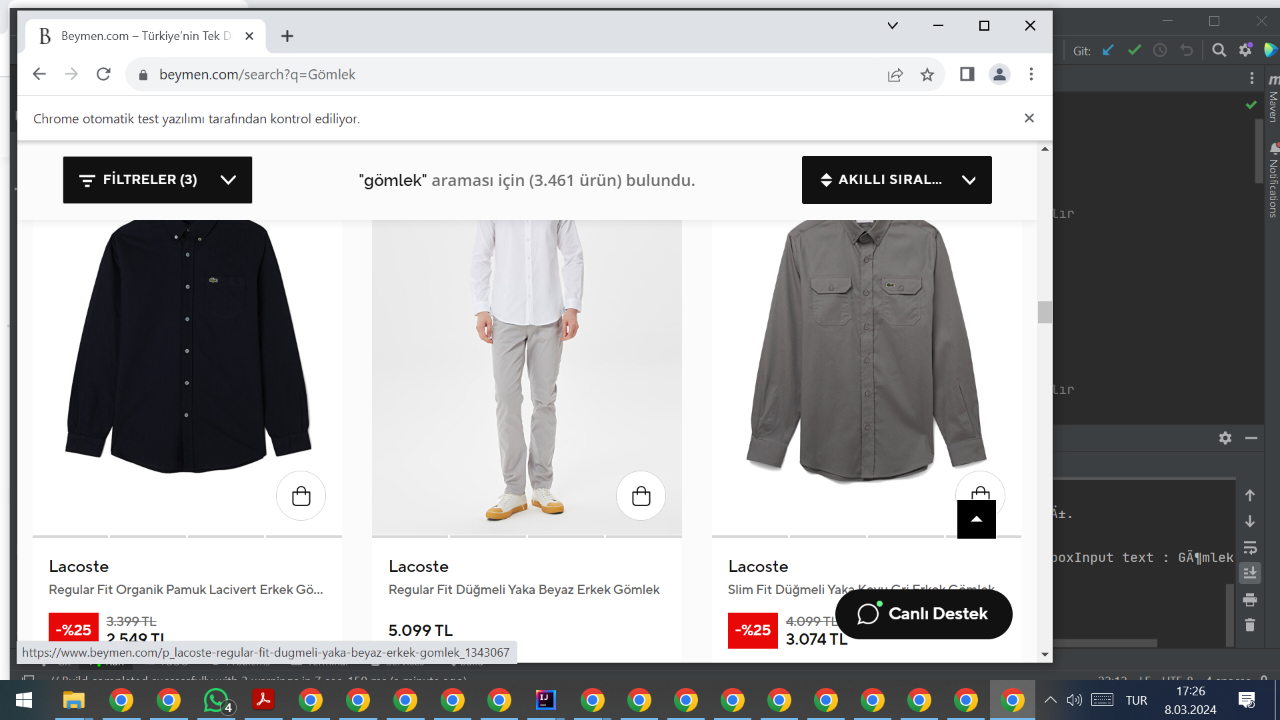 B Beymen.com – Türkiye'nin Tek D
beymen.com/search?q=Gömlek
Git:
Chrome otomatik test yazılımı tarafından kontrol ediliyor.
Maven
Notifications
FİLTRELER (3)
"gömlek" araması için (3.461 ürün) bulundu.
AKILLI SIRAL...
lır
lır
Lacoste
Regular Fit Organik Pamuk Lacivert Erkek Gö...
-%25
3.399 TL
2.549 TL
Lacoste
Regular Fit Düğmeli Yaka Beyaz Erkek Gömlek
5.099 TL
Lacoste
Slim Fit Düğmeli Yaka Koyu Gri Erkek Gömlek
-%25
4.099 TL
3.074 TL
Canlı Destek
Ä±.
boxInput text : GÃ¶mlek
https://www.beymen.com/p_lacoste-regular-fit-dugmeli-yaka-beyaz-erkek-gomlek_1343067
4
TUR
17:26
8.03.2024